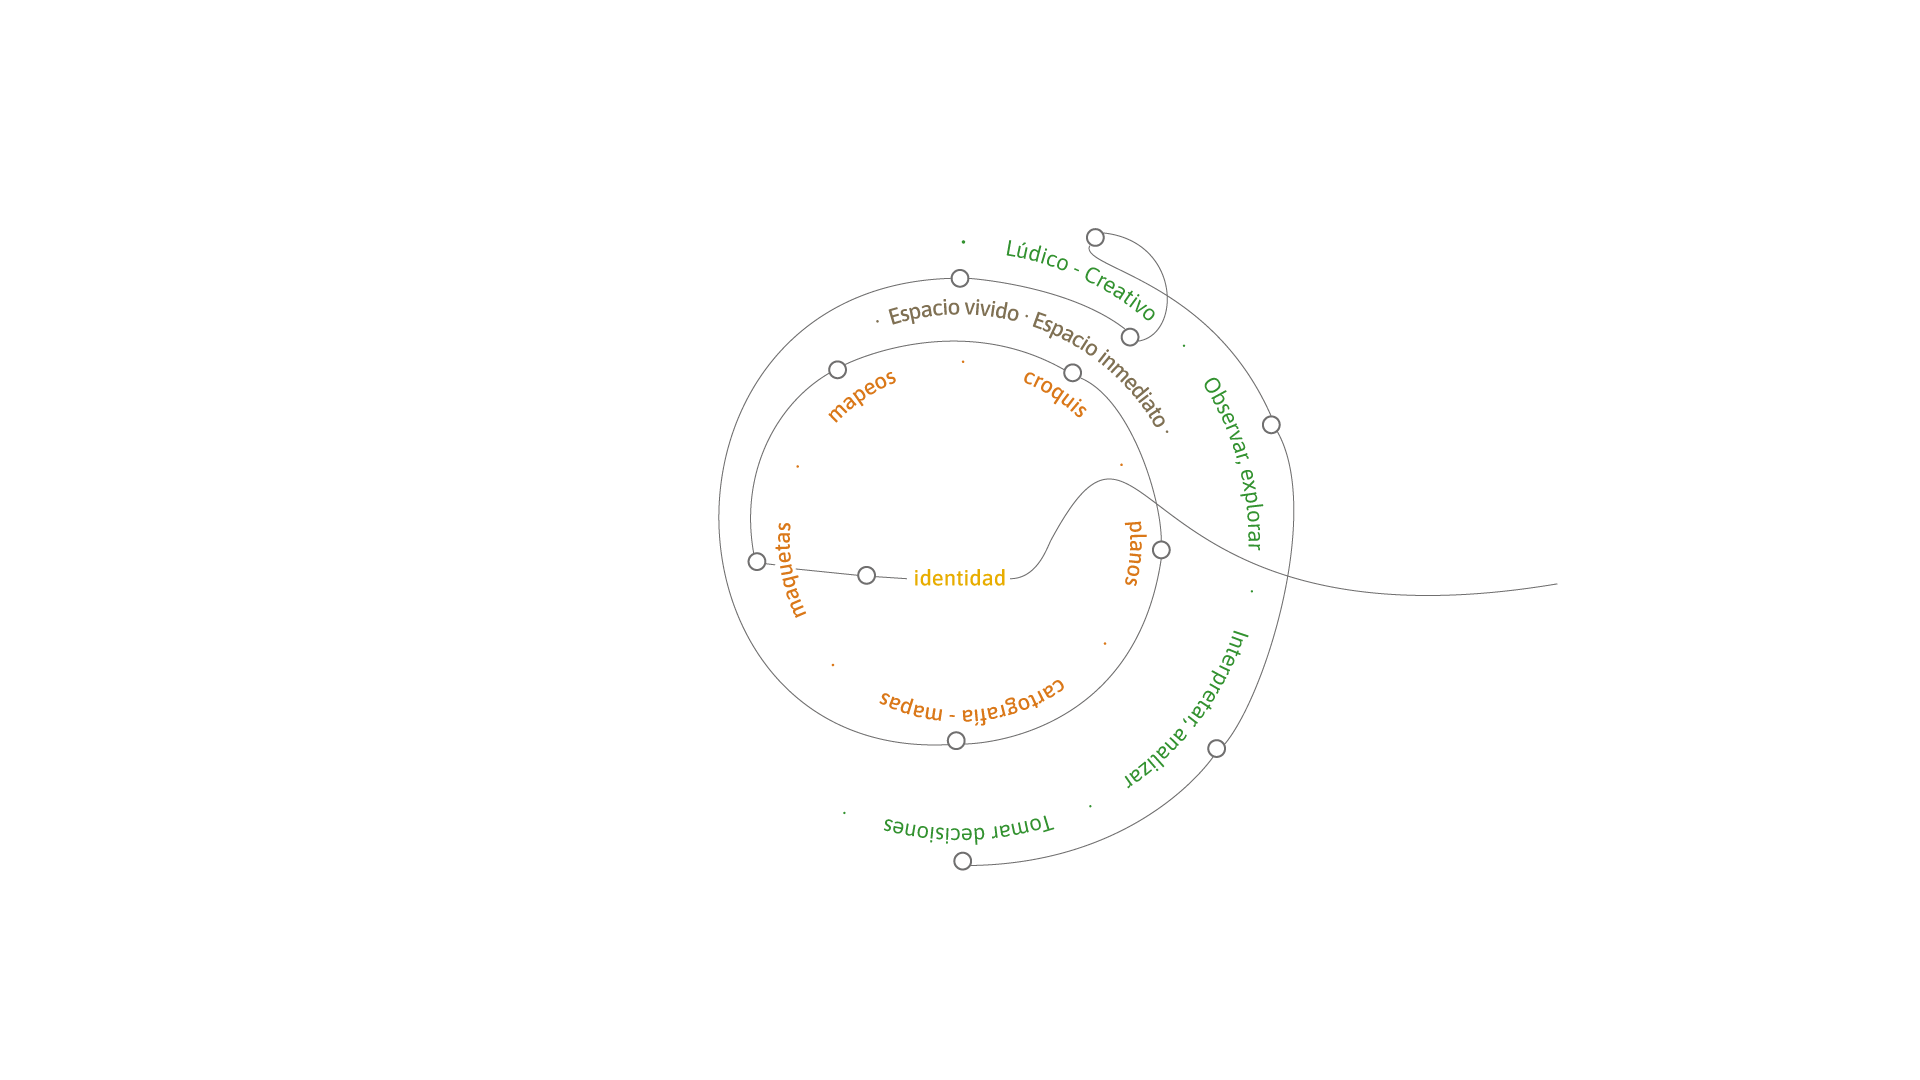 Lúdico - Creativo
Observar, explorar
Interpretar, analizar
Tomar decisiones
· Espacio vivido · Espacio inmediato ·
mapeos
croquis
planos
cartografía - mapas
maquetas
identidad